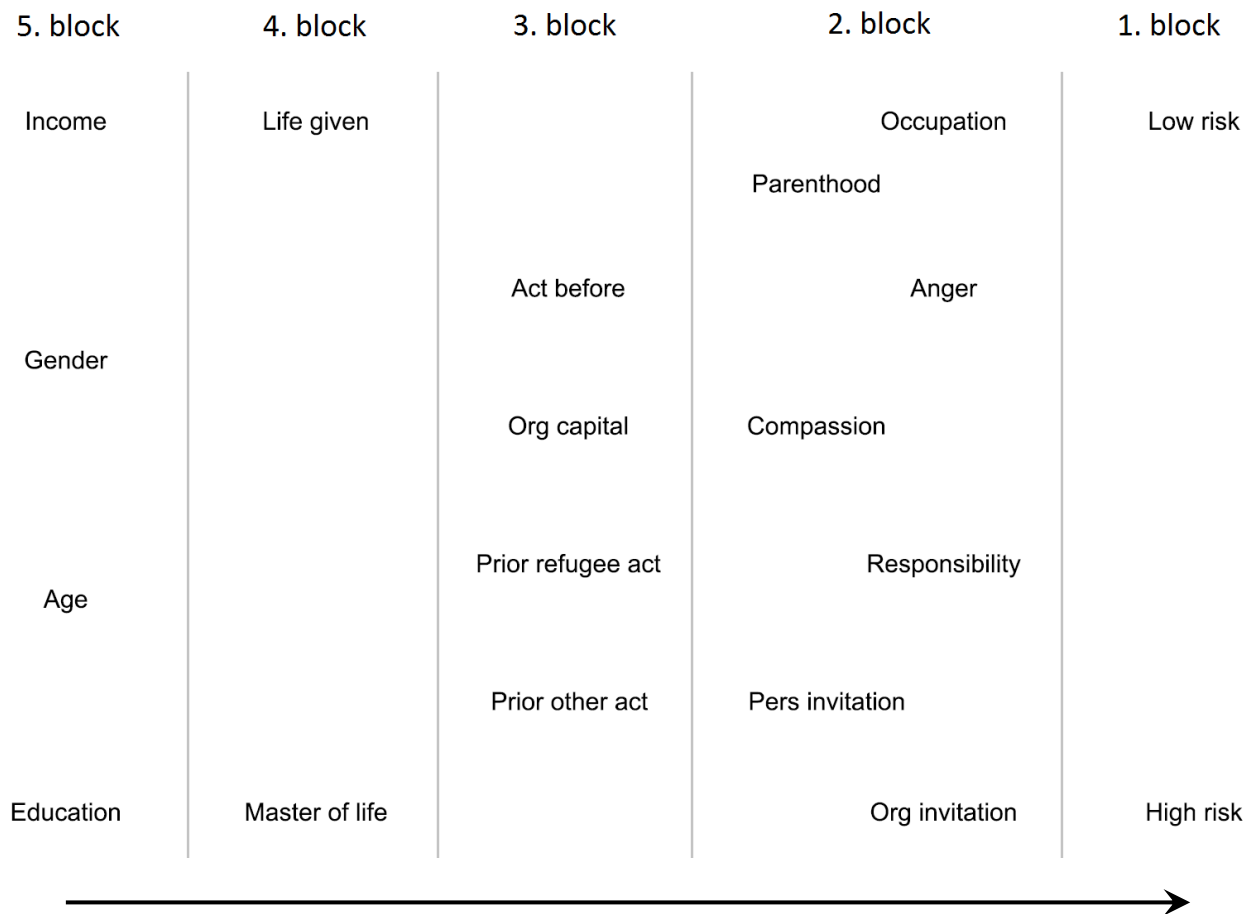 5. block
4. block
3. block
2. block
1. block
Income
Life given
Occupation
Low risk
Parenthood
Act before
Anger
Gender
Org capital
Compassion
Prior refugee act
Responsibility
Age
Prior other act
Pers invitation
Education
Master of life
Org invitation
High risk